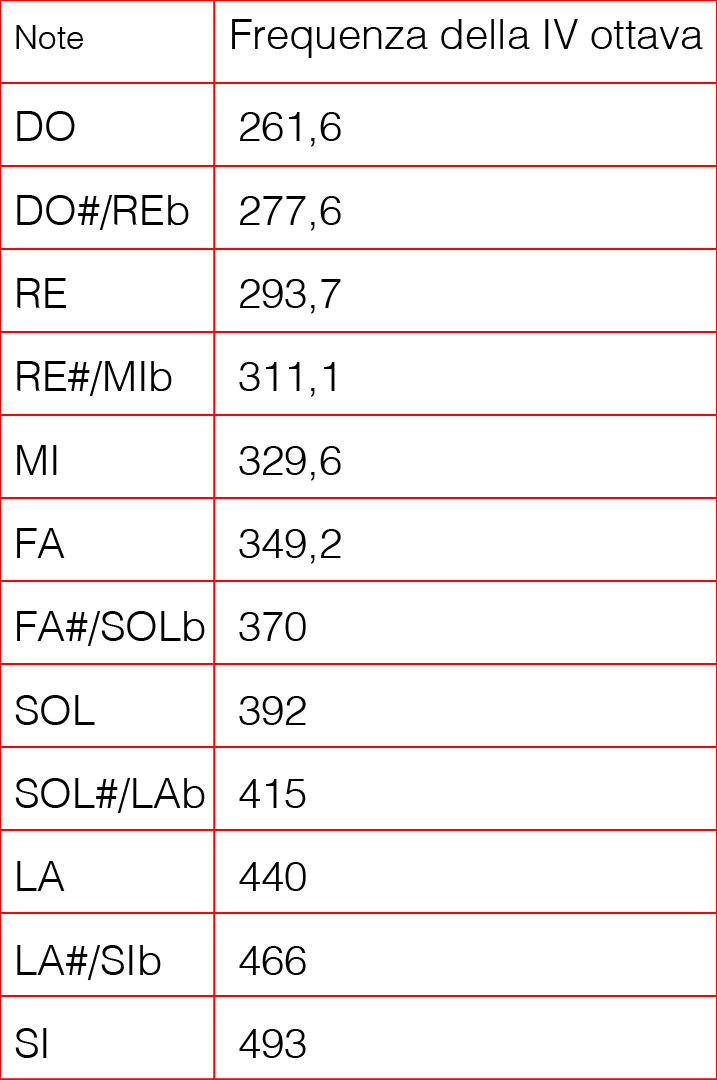 Note Frequenza della IV ottava
DO 261,6
DO#/REb 277,6
RE 293,7
RE#/MIb 311,1
MI 329,6
FA 349,2
FA#/SOLb 370
SOL 392
SOL#/LAb 415
LA 440
LA#/SIb 466
SI 493